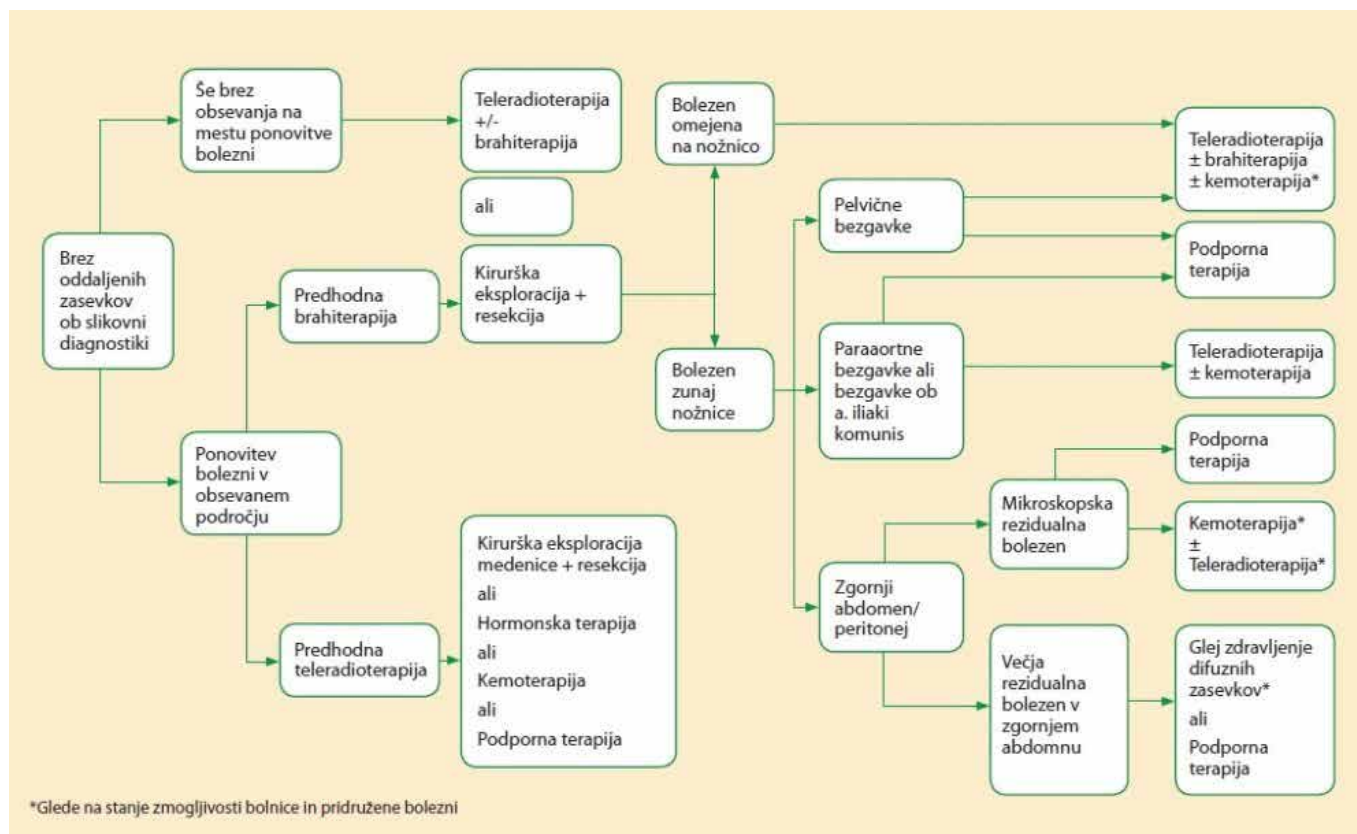 Še brez
obsevanja na
mestu ponovitve
bolezni
Teleradioterapija
+/-
brahiterapija
ali
Brez
oddaljenih
zasevkov
ob slikovni
diagnostiki
Predhodna
brahiterapija
Kirurška
eksploracija +
resekcija
Ponovitev
bolezni v
obsevanem
področju
Predhodna
teleradioterapija
Kirurška eksploracija
medenice + resekcija
ali
Hormonska terapija
ali
Kemoterapija
ali
Podporna terapija
Bolezen
omejena
na nožnico
Bolezen
zunaj
nožnice
Pelvične
bezgavke
Paraaortne
bezgavke ali
bezgavke ob
a. iliaki
komunis
Zgornji
abdomen/
peritonej
Mikroskopska
rezidualna
bolezen
Večja
rezidualna
bolezen v
zgornjem
abdomnu
Teleradioterapija
± brahiterapija
± kemoterapija*
Podporna
terapija
Teleradioterapija
± kemoterapija
Podporna
terapija
Kemoterapija*
±
Teleradioterapija*
Glej zdravljenje
difuznih
zasevkov*
ali
Podporna
terapija
*Glede na stanje zmogljivosti bolnice in pridružene bolezni